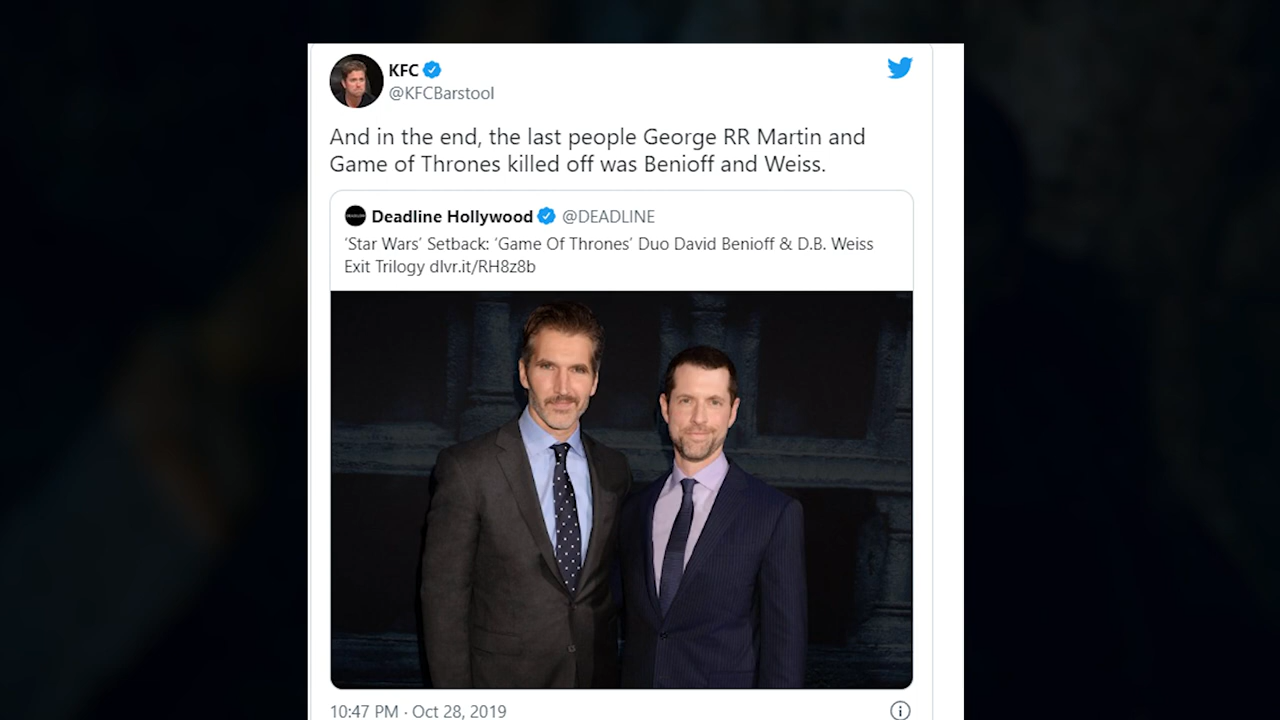 KFC
@KFCBarstool
And in the end, the last people George RR Martin and
Game of Thrones killed off was Benioff and Weiss.
Deadline Hollywood @DEADLINE
‘Star Wars’ Setback: ‘Game Of Thrones’ Duo David Benioff & D.B. Weiss
Exit Trilogy dlvr.it/RH8z8b
10:47 PM · Oct 28, 2019